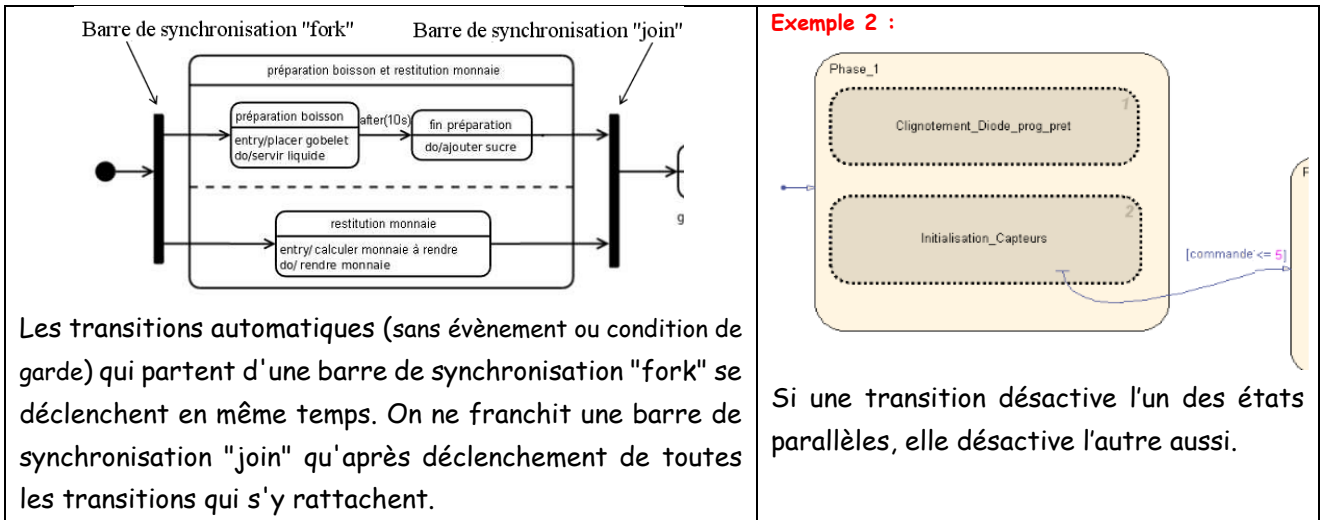 Barre de synchronisation "fork"
Barre de synchronisation "join"
préparation boisson et restitution monnaie
préparation boisson
entry/placer gobelet
do/servir liquide
after(10s)
fin préparation
do/ajouter sucre
restitution monnaie
entry/ calculer monnaie à rendre
do/ rendre monnaie
g
Les transitions automatiques (sans évènement ou condition de
garde) qui partent d'une barre de synchronisation "fork" se
déclenchent en même temps. On ne franchit une barre de
synchronisation "join" qu'après déclenchement de toutes
les transitions qui s'y rattachent.
Exemple 2 :
Phase_1
1
Clignotement_Diode_prog_pret
2
Initialisation_Capteurs
[commande <= 5]
Si une transition désactive l’un des états
parallèles, elle désactive l’autre aussi.